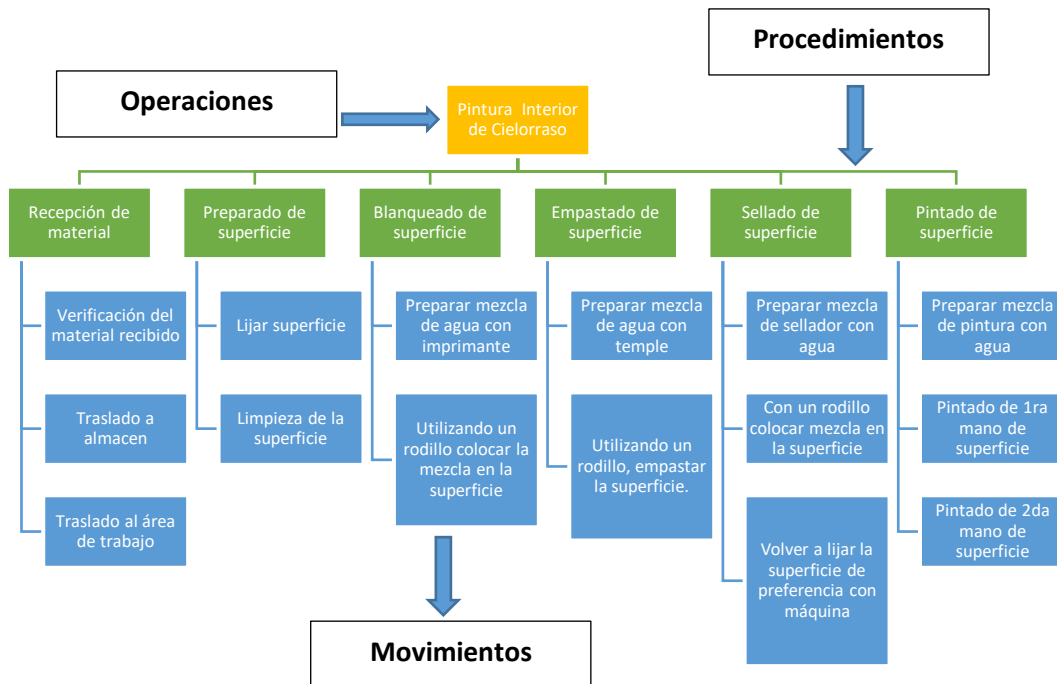 Procedimientos
Operaciones
Pintura Interior
de Cielorraso
Recepción de
material
Preparado de
superficie
Blanqueado de
superficie
Empastado de
superficie
Sellado de
superficie
Pintado de
superficie
Verificación del
material recibido
Lijar superficie
Preparar mezcla
de agua con
imprimante
Preparar mezcla
de agua con
temple
Preparar mezcla
de sellador con
agua
Preparar mezcla
de pintura con
agua
Traslado a
almacen
Limpieza de la
superficie
Utilizando un
rodillo colocar la
mezcla en la
superficie
Utilizando un
rodillo, empastar
la superficie.
Con un rodillo
colocar mezcla en
la superficie
Pintado de 1ra
mano de
superficie
Traslado al área
de trabajo
Volver a lijar la
superficie de
preferencia con
máquina
Pintado de 2da
mano de
superficie
Movimientos